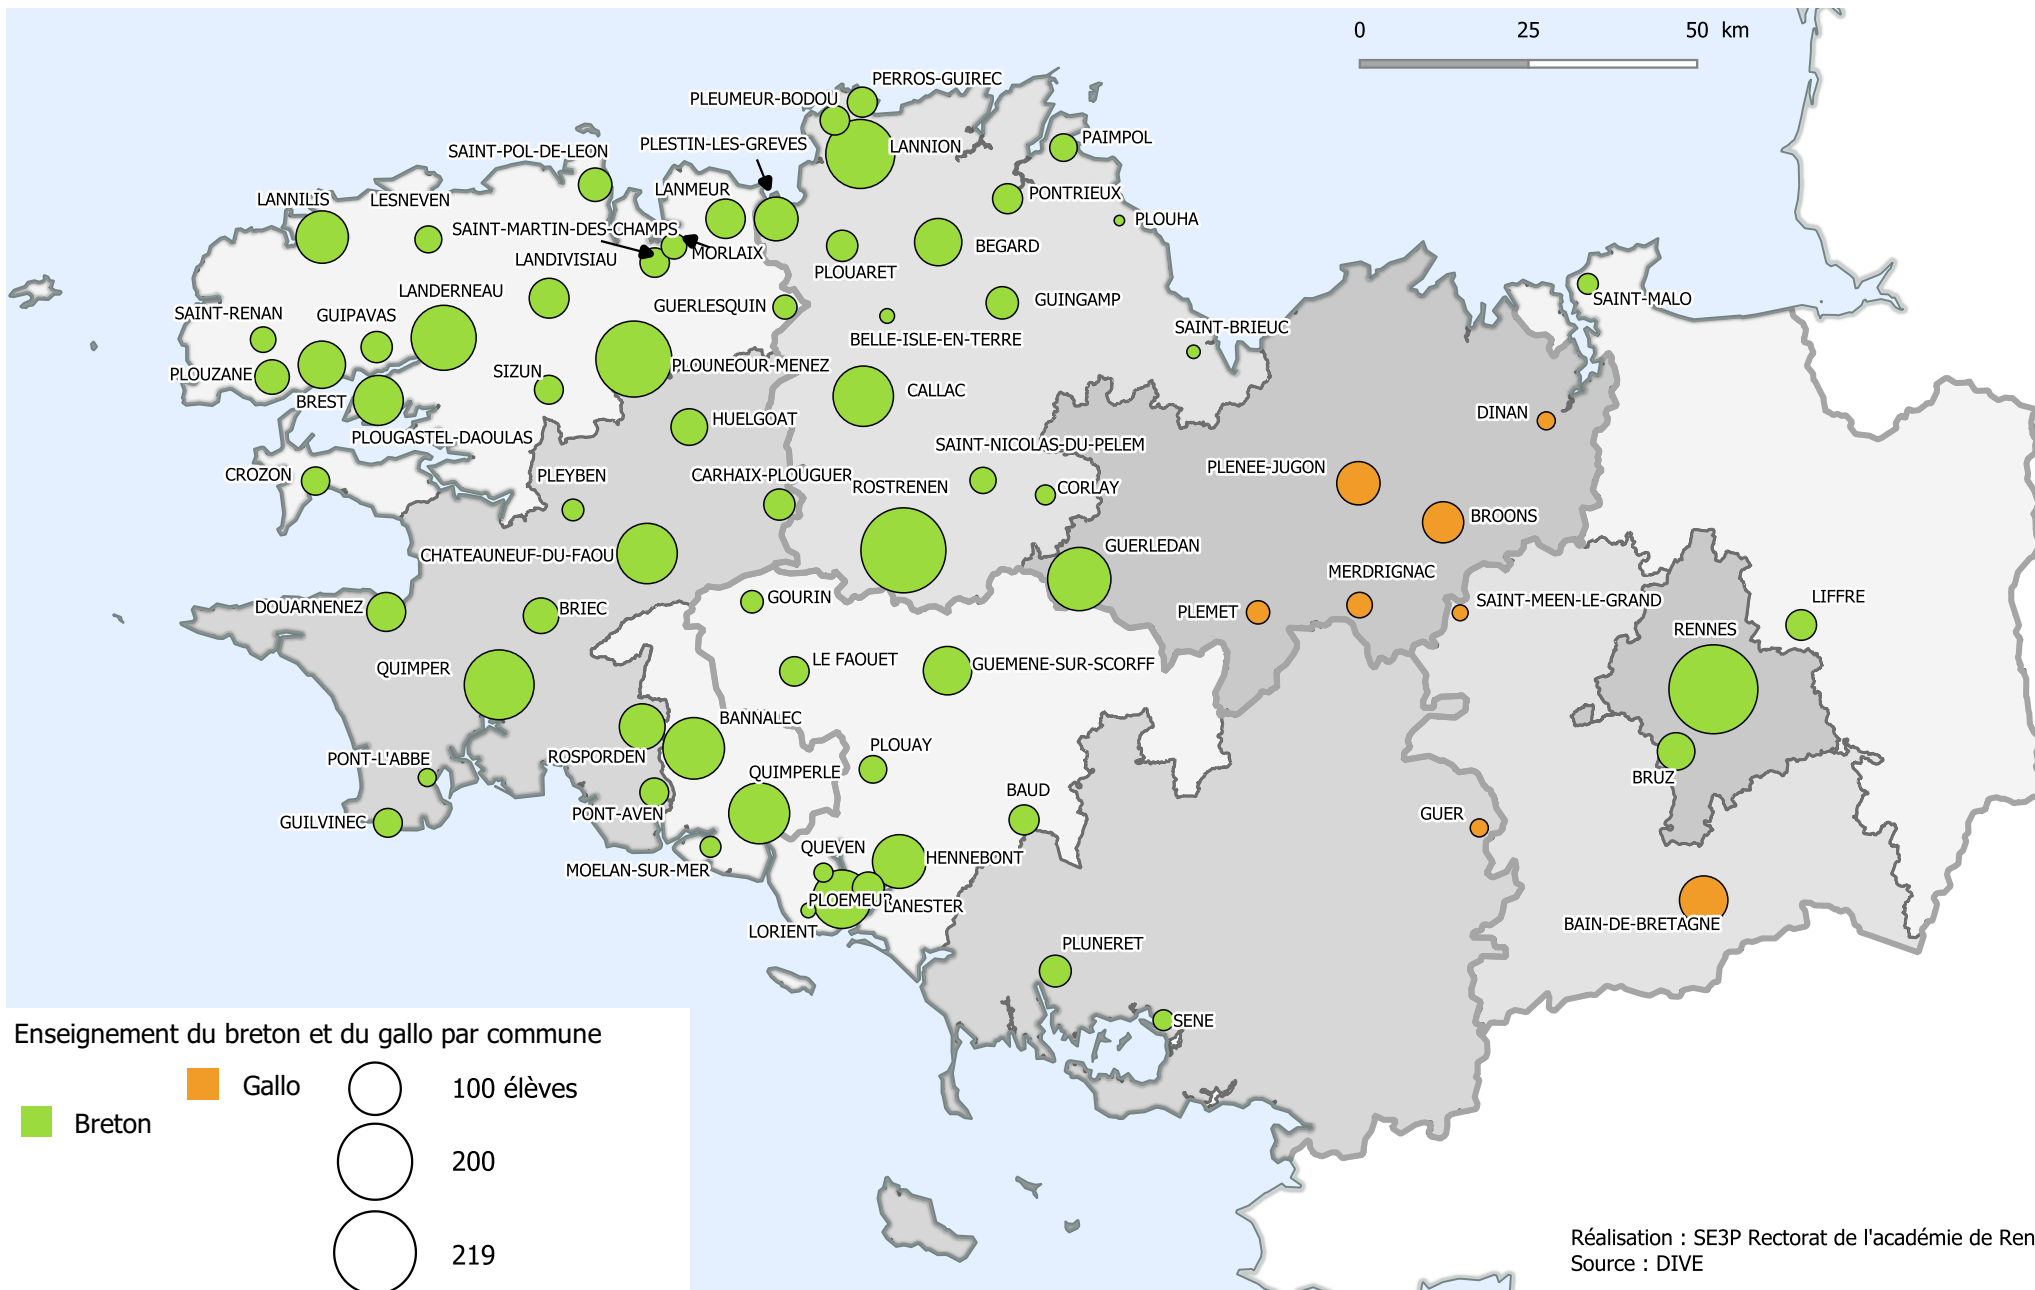 0 25 50 km
PERROS-GUIREC
PLEUMEUR-BODOU
PLESTIN-LES-GREVES
LANNION
PAIMPOL
SAINT-POL-DE-LEON
LANMEUR
PONTRIEUX
LANNILIS
LESNEVEN
PLOUHA
SAINT-MARTIN-DES-CHAMPS
MORLAIX
BEGARD
LANDIVISIAU
PLOUARET
LANDERNEAU
GUERLESQUIN
GUINGAMP
SAINT-MALO
SAINT-RENAN
GUIPAVAS
BELLE-ISLE-EN-TERRE
SAINT-BRIEUC
PLOUZANE
SIZUN
PLOUNEOUR-MENEZ
BREST
CALLAC
DINAN
PLOUGASTEL-DAOULAS
HUELGOAT
SAINT-NICOLAS-DU-PELEM
CROZON
PLEYBEN
CARHAIX-PLOUGUER
ROSTRENEN
CORLAY
PLENEE-JUGON
BROONS
CHATEAUNEUF-DU-FAOU
GUERLEDAN
MERDRIGNAC
DOUARNENEZ
BRIEC
GOURIN
PLEMET
SAINT-MEEN-LE-GRAND
LIFFRE
RENNES
QUIMPER
LE FAOUET
GUEMENE-SUR-SCORFF
BANNALEC
PLOUAY
PONT-L'ABBE
ROSPORDEN
QUIMPERLE
BRUZ
BAUD
GUILVINEC
PONT-AVEN
GUER
MOELAN-SUR-MER
QUEVEN
HENNEBONT
PLOEMEUR
LANESTER
LORIENT
BAIN-DE-BRETAGNE
PLUNERET
SENE
Enseignement du breton et du gallo par commune
Gallo
Breton
100 élèves
200
219
Réalisation : SE3P Rectorat de l'académie de Ren
Source : DIVE